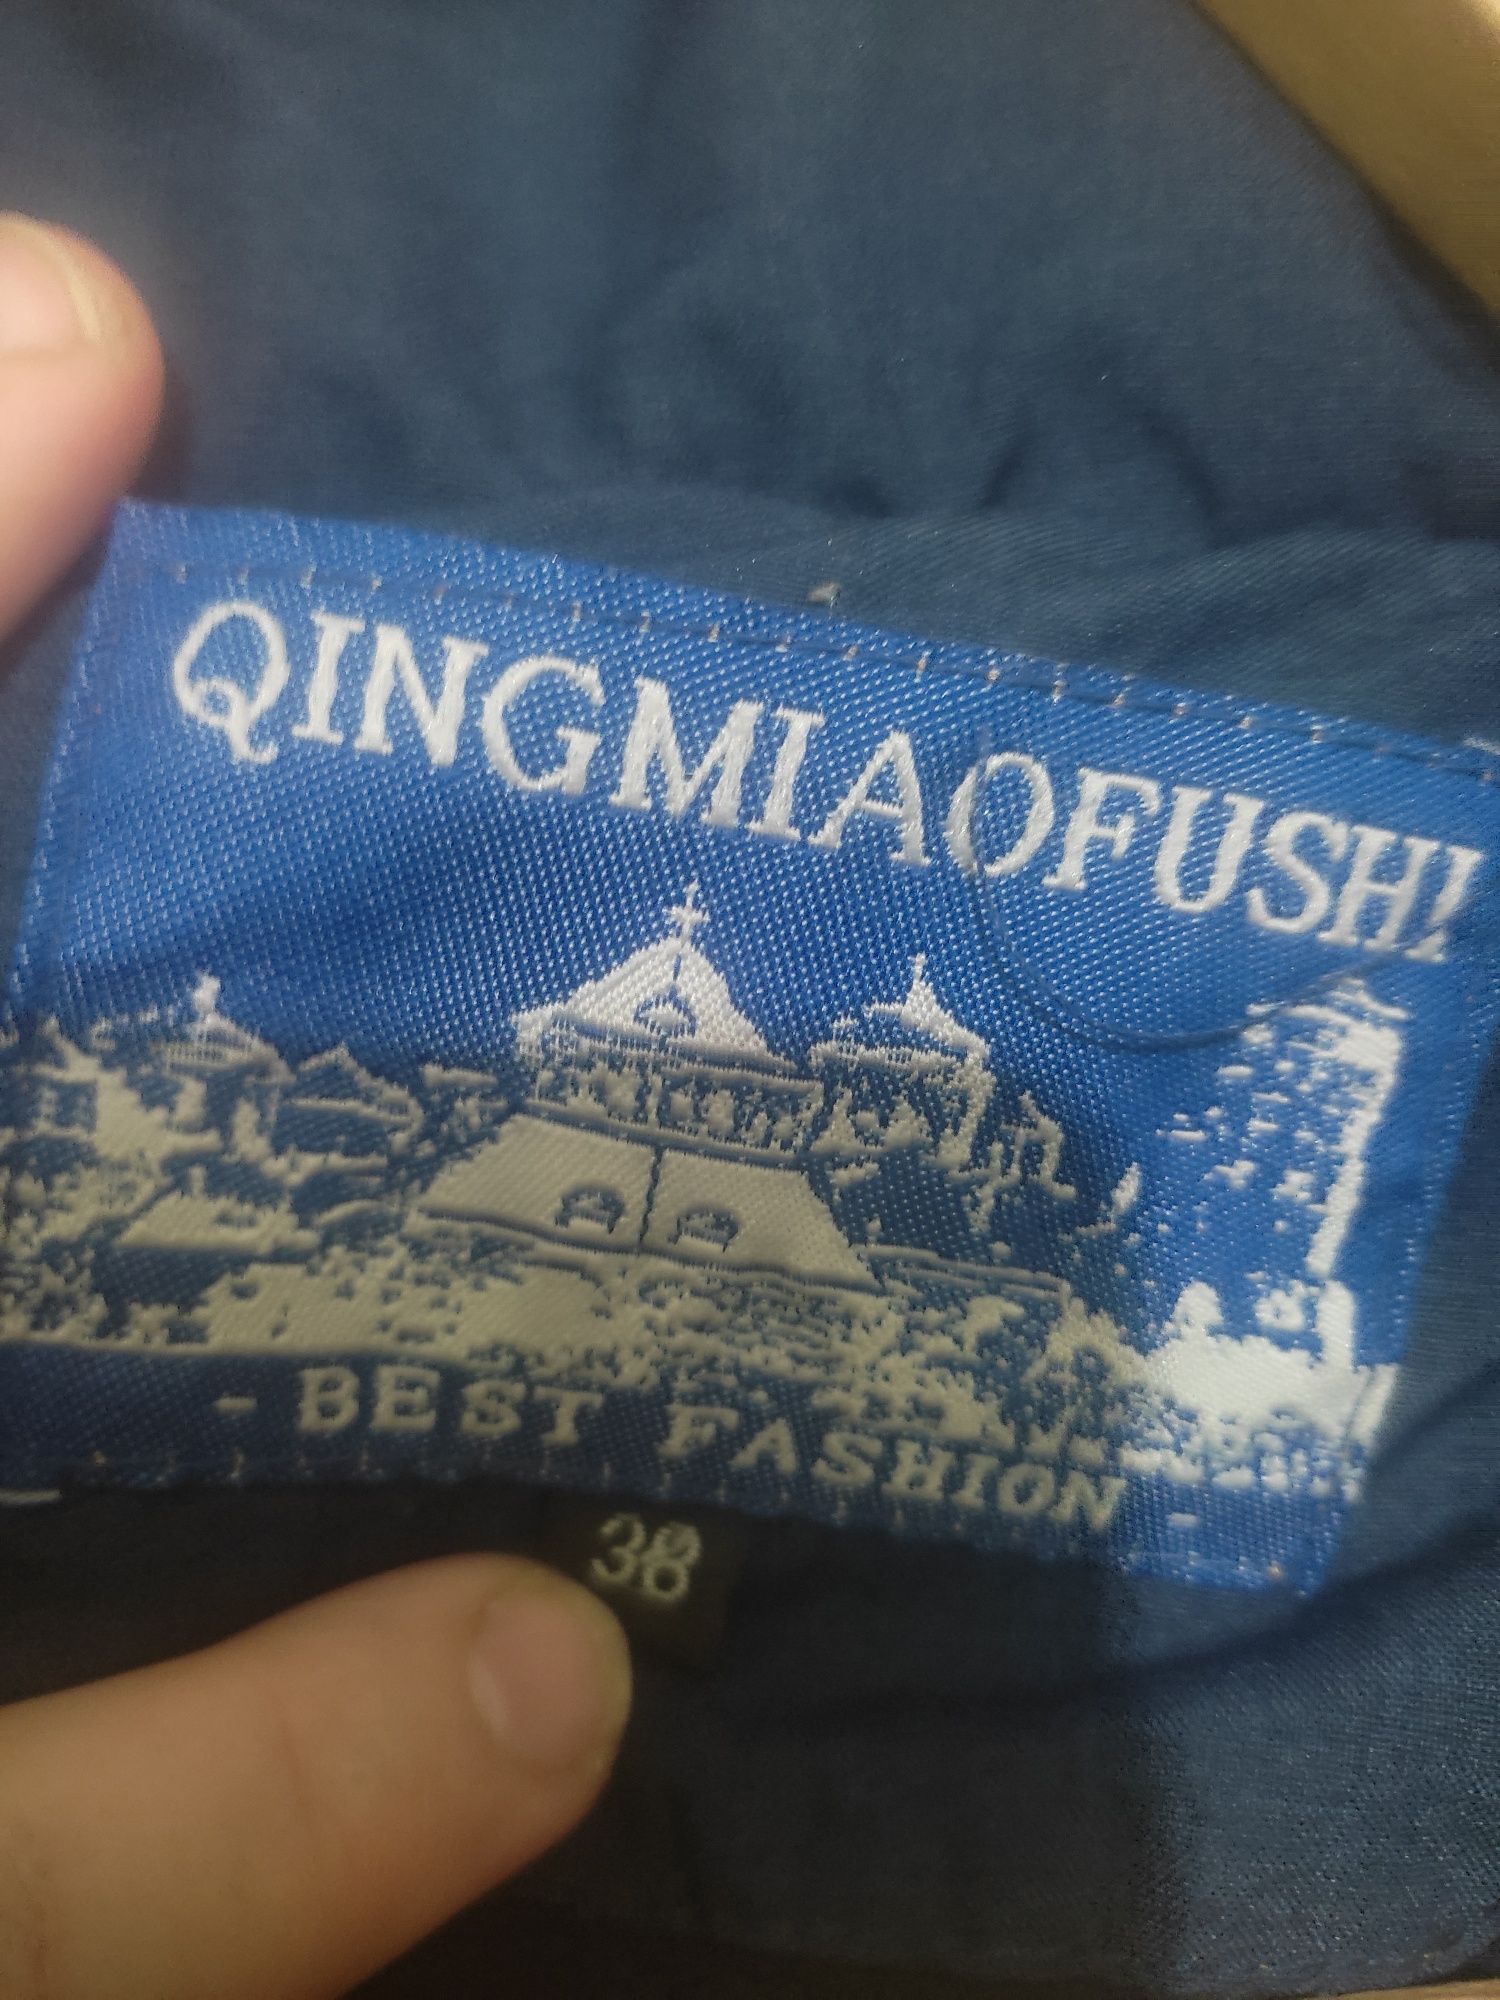 QINGMIAOFUSHI
- BEST FASHION -
38